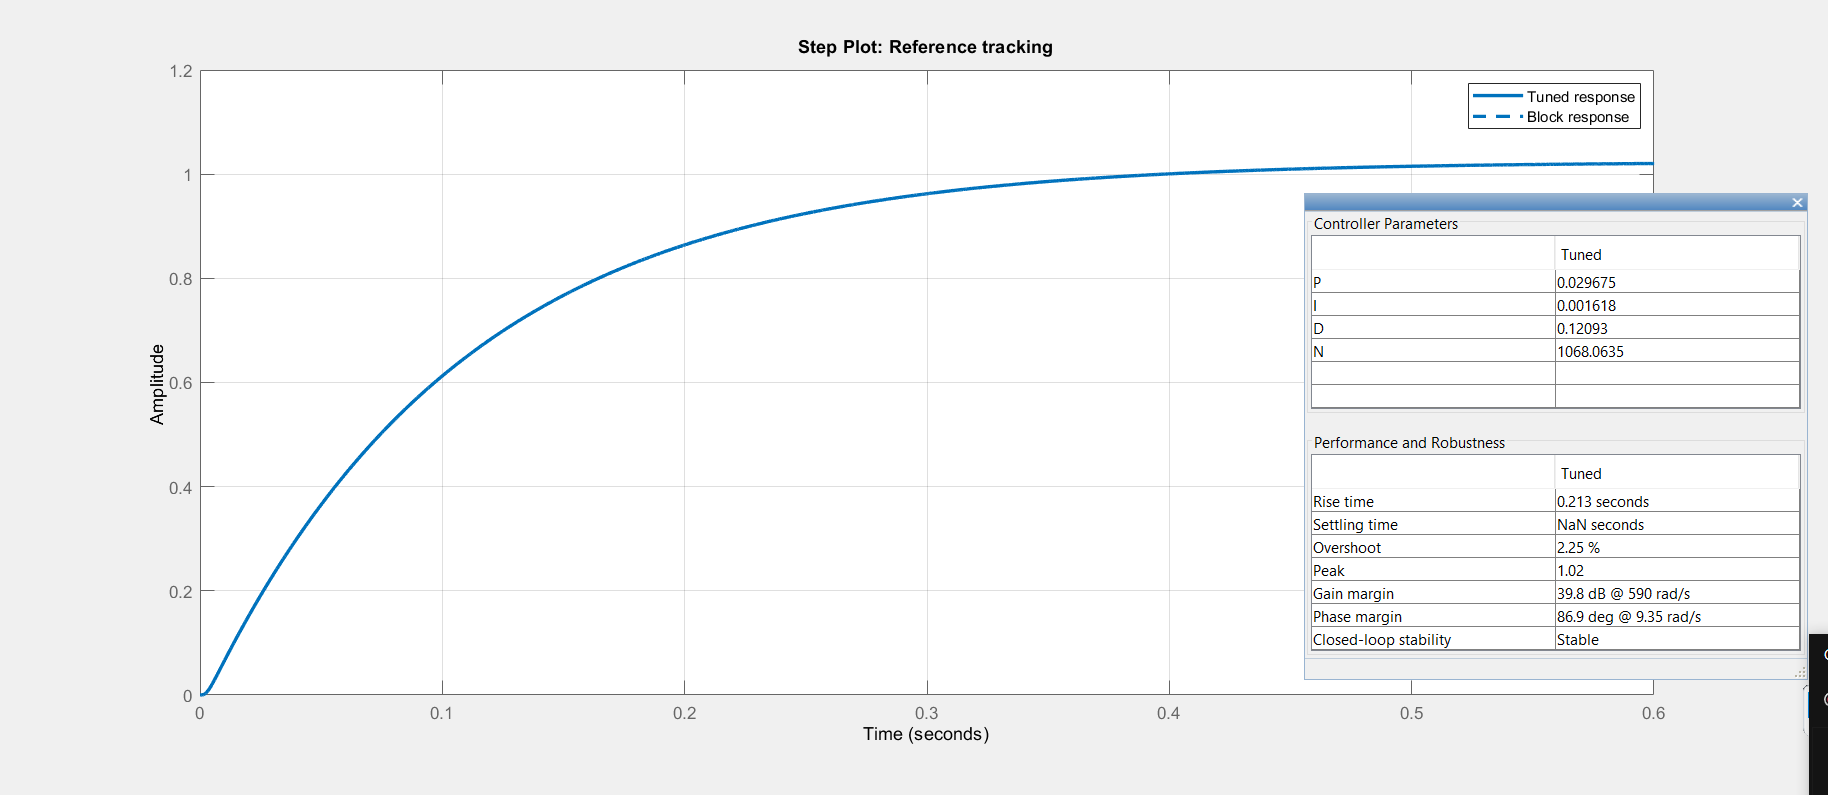 Step Plot: Reference tracking
1.2
1
0.8
0.6
0.4
0.2
0
Amplitude
0 0.1 0.2 0.3 0.4 0.5 0.6
Time (seconds)
Tuned response
Block response
Controller Parameters
Tuned
P 0.029675
I 0.001618
D 0.12093
N 1068.0635
Performance and Robustness
Tuned
Rise time 0.213 seconds
Settling time NaN seconds
Overshoot 2.25 %
Peak 1.02
Gain margin 39.8 dB @ 590 rad/s
Phase margin 86.9 deg @ 9.35 rad/s
Closed-loop stability Stable